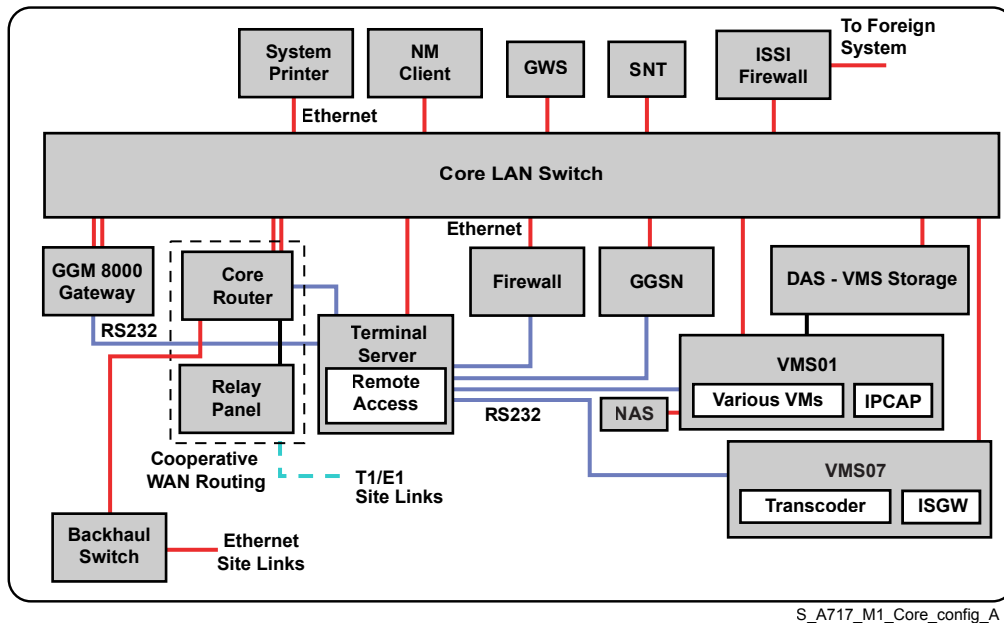 To Foreign
System
System
Printer
NM
Client
GWS
SNT
ISSI
Firewall
Ethernet
Core LAN Switch
Ethernet
GGM 8000
Gateway
Core
Router
Firewall
GGSN
DAS - VMS Storage
RS232
Terminal
Server
Remote
Access
VMS01
Various VMs
IPCAP
Relay
Panel
RS232
NAS
Cooperative
WAN Routing
T1/E1
Site Links
VMS07
Transcoder
ISGW
Backhaul
Switch
Ethernet
Site Links
S_A717_M1_Core_config_A